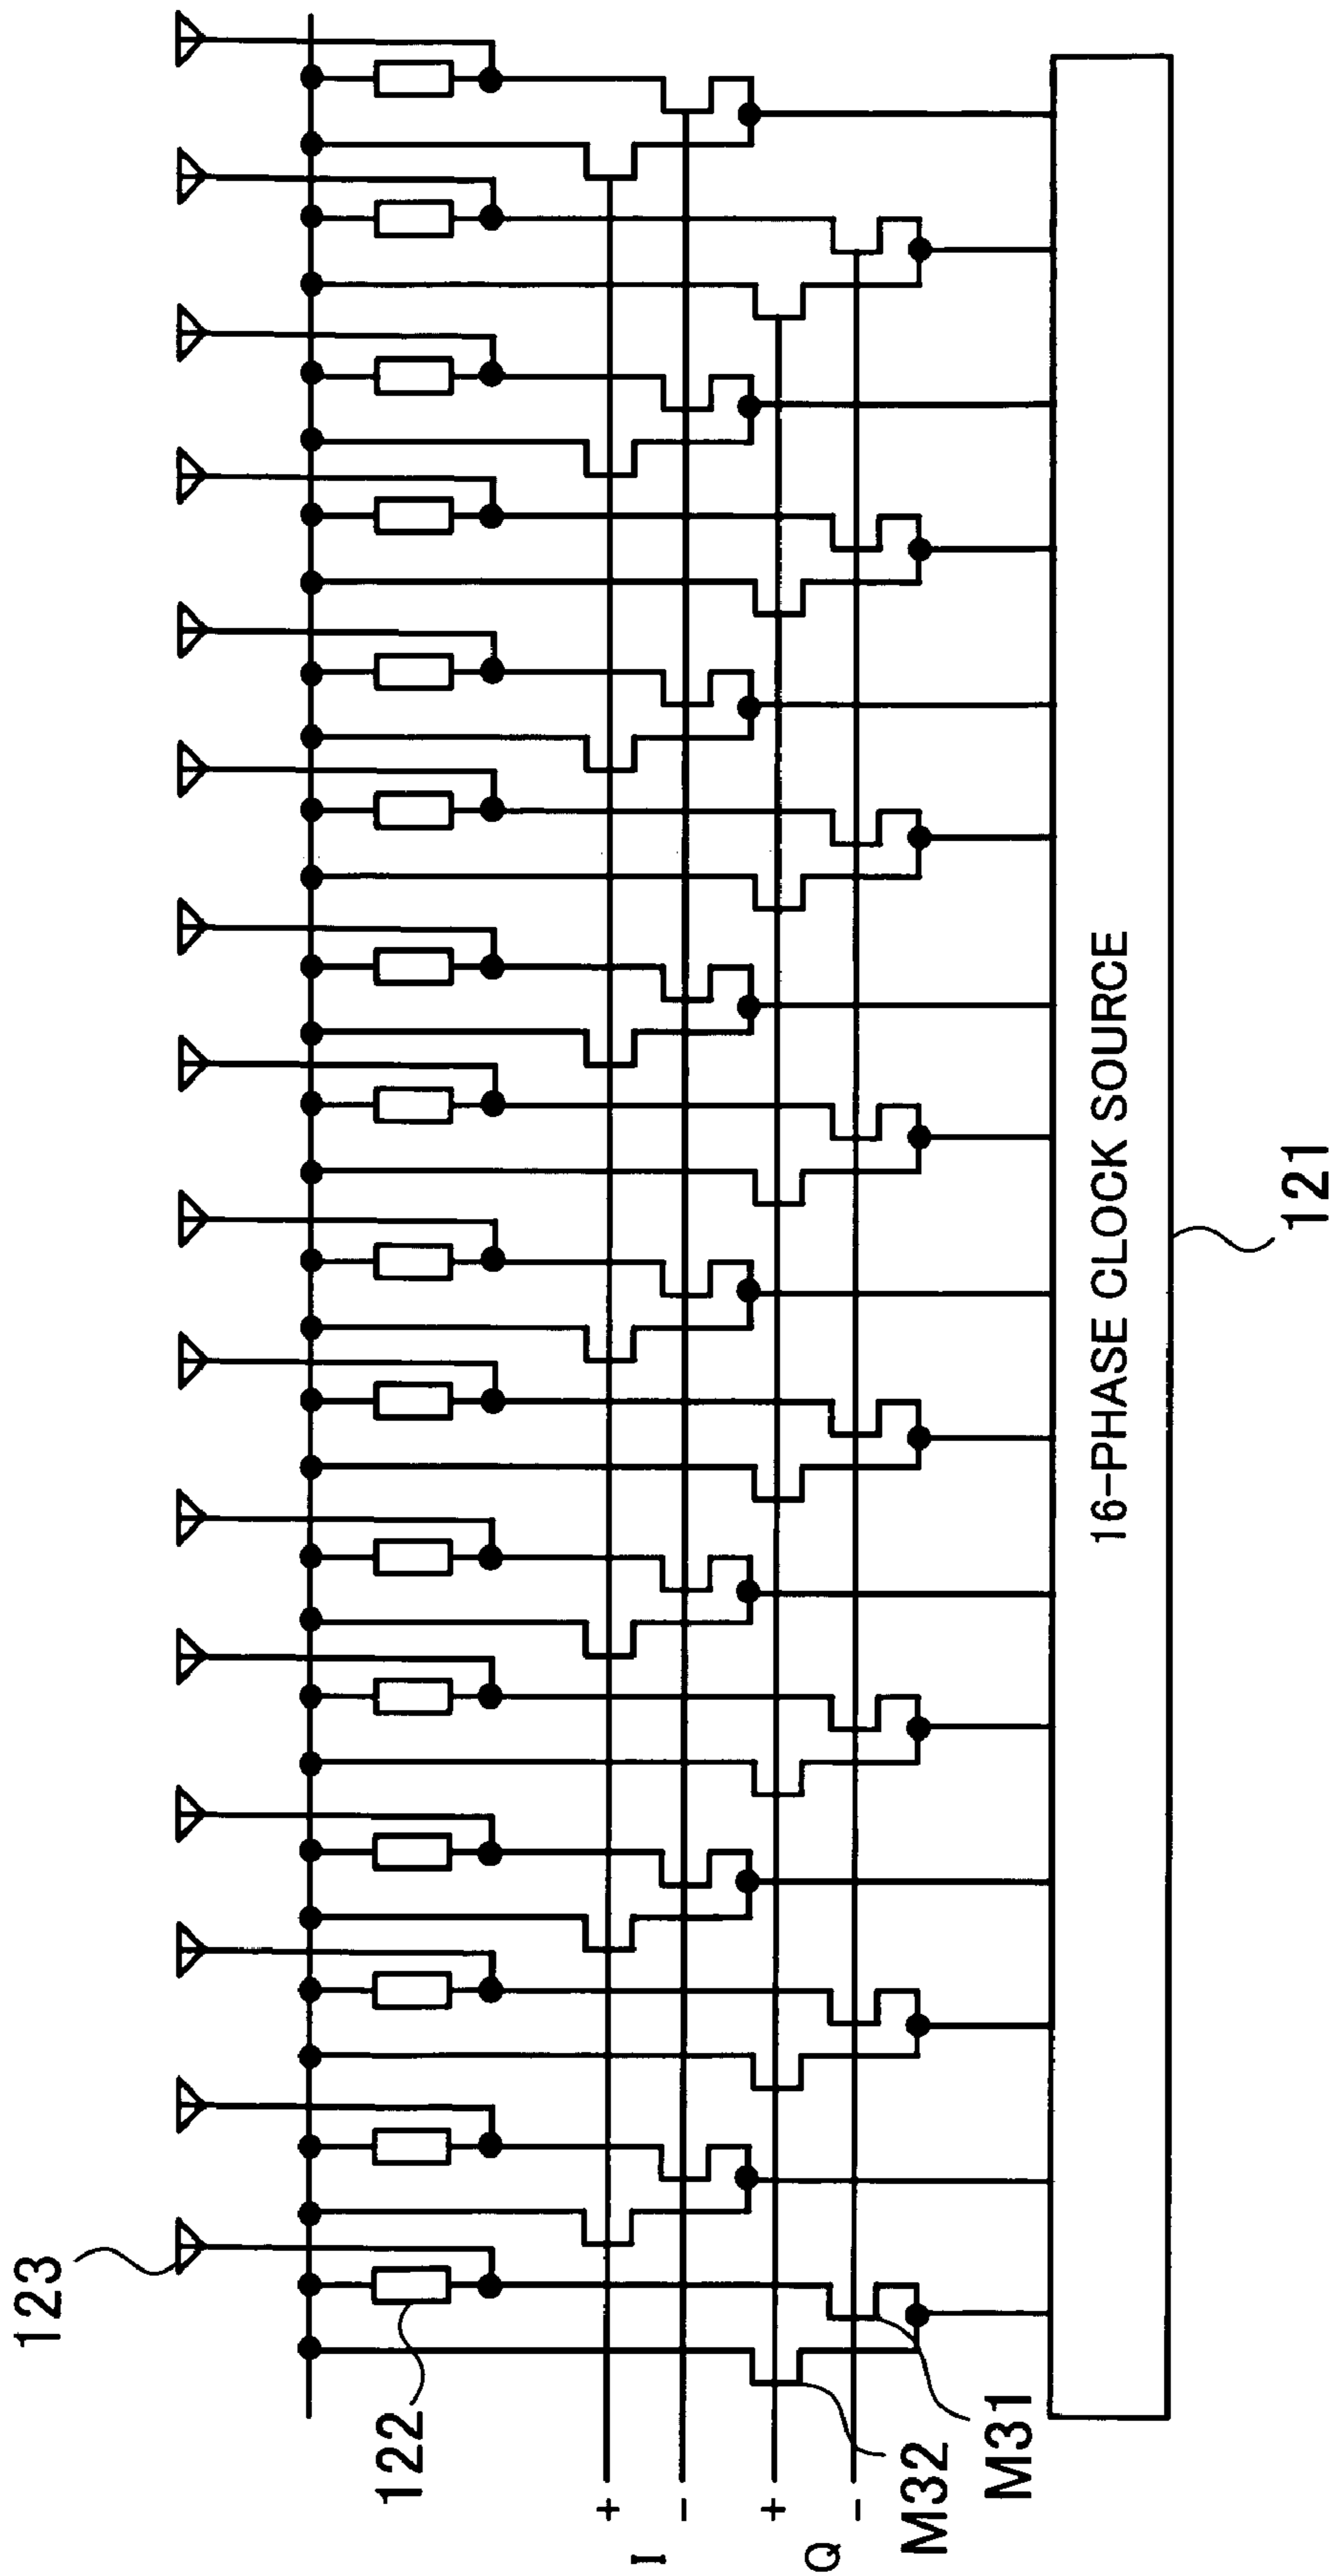 123
122
I
+
-
Q
+
-
M32
M31
16-PHASE CLOCK SOURCE
121